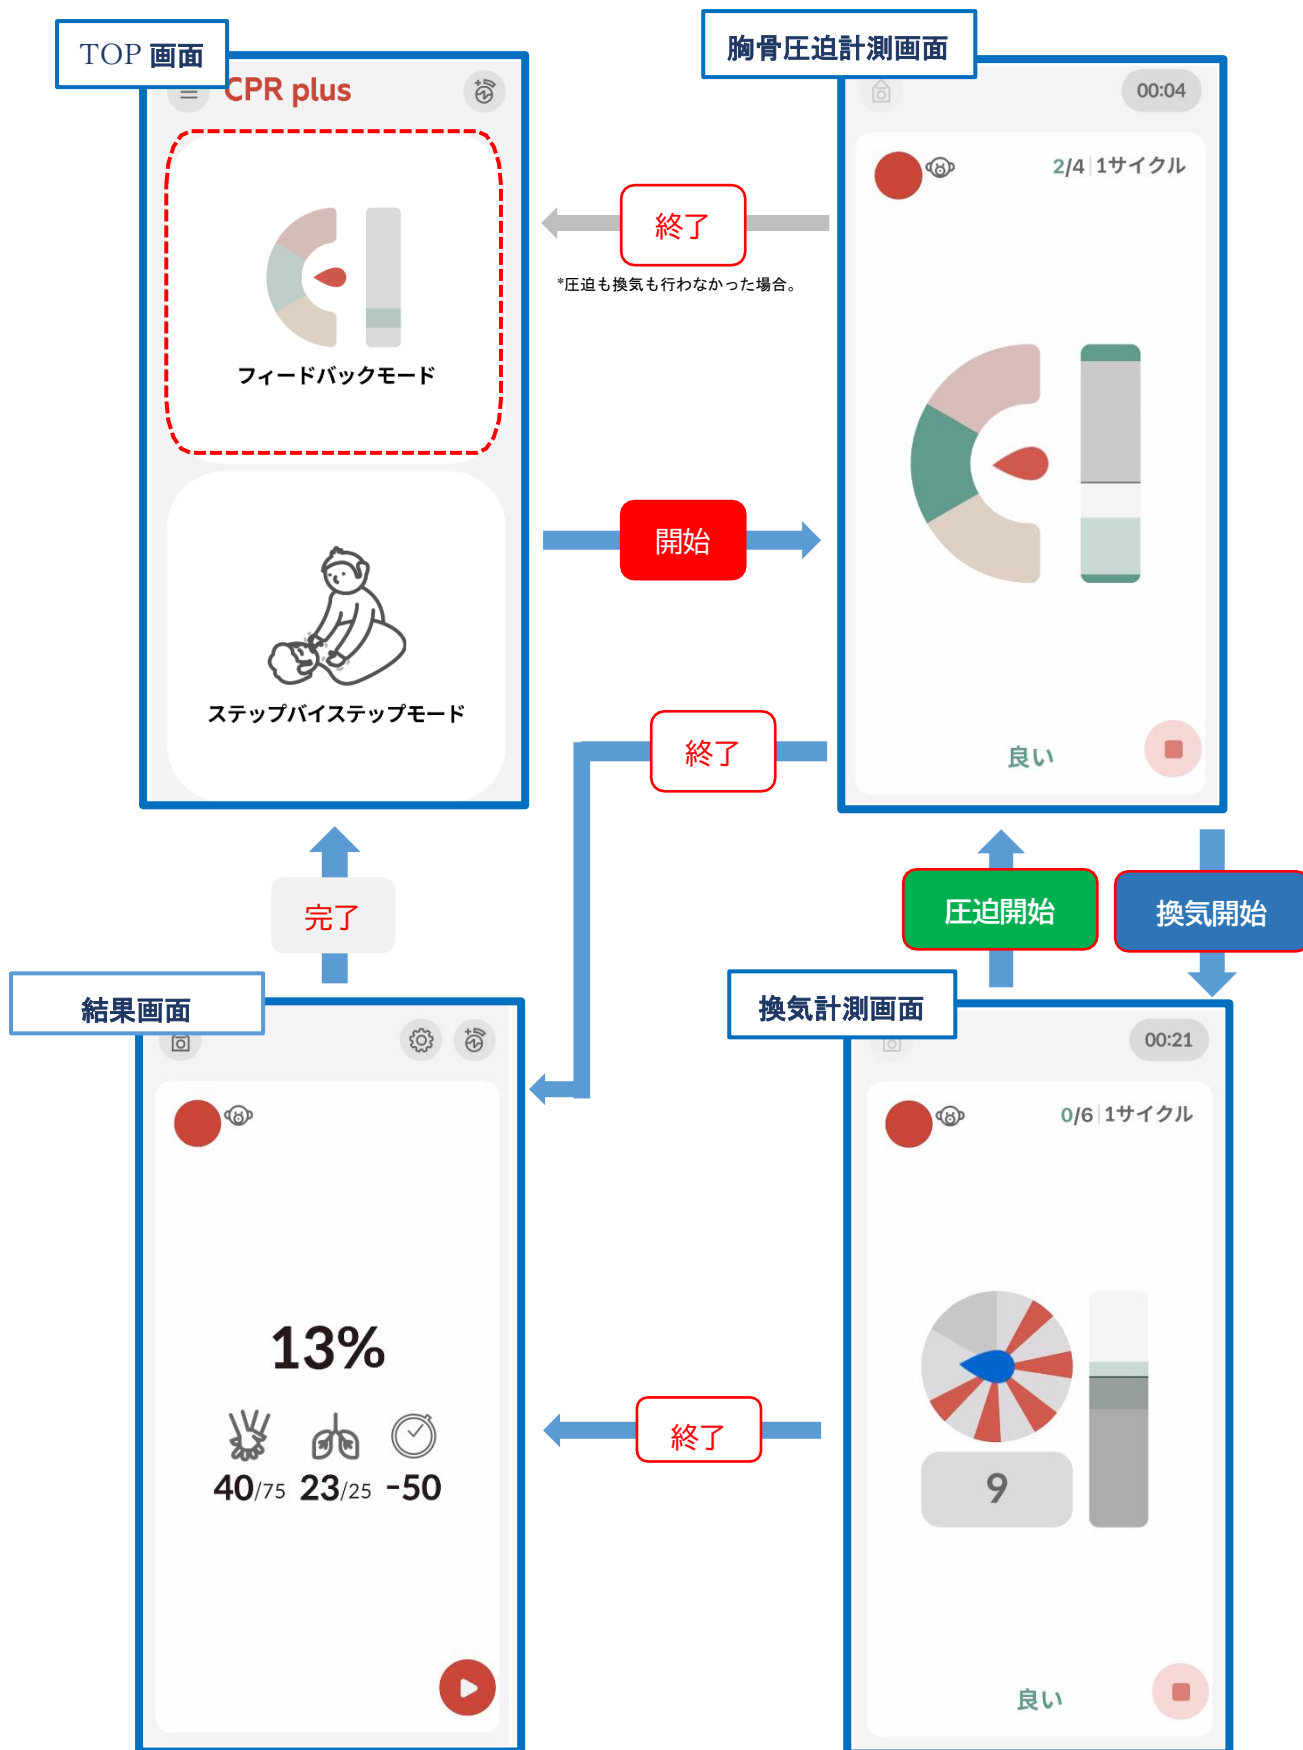 TOP 画面
CPR plus
フィードバックモード
ステップバイステップモード
終了
*圧迫も換気も行わなかった場合。
開始
胸骨圧迫計測画面
00:04
2/4 1サイクル
良い
終了
完了
圧迫開始
換気開始
結果画面
13%
40/75 23/25 -50
終了
換気計測画面
00:21
0/6 1サイクル
9
良い